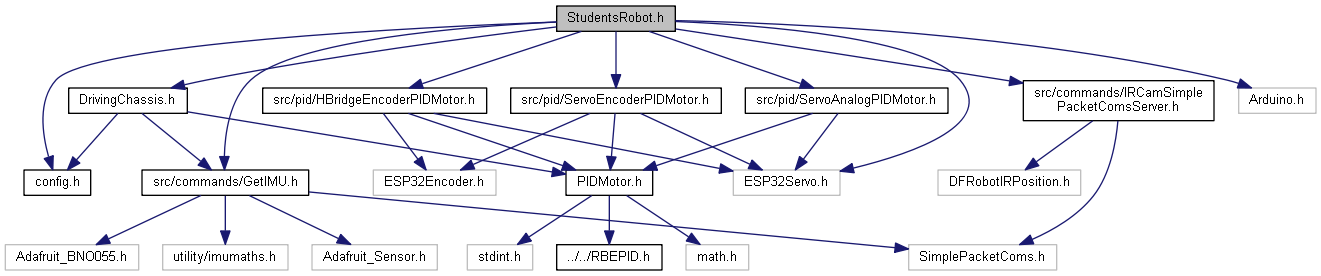 StudentsRobot.h
DrivingChassis.h
src/pid/HBridgeEncoderPIDMotor.h
src/pid/ServoEncoderPIDMotor.h
src/pid/ServoAnalogPIDMotor.h
src/commands/IRCamSimple
PacketComsServer.h
Arduino.h
config.h
src/commands/GetIMU.h
ESP32Encoder.h
PIDMotor.h
ESP32Servo.h
DFRobotIRPosition.h
Adafruit_BNO055.h
utility/imumaths.h
Adafruit_Sensor.h
stdint.h
../../RBEPID.h
math.h
SimplePacketComs.h